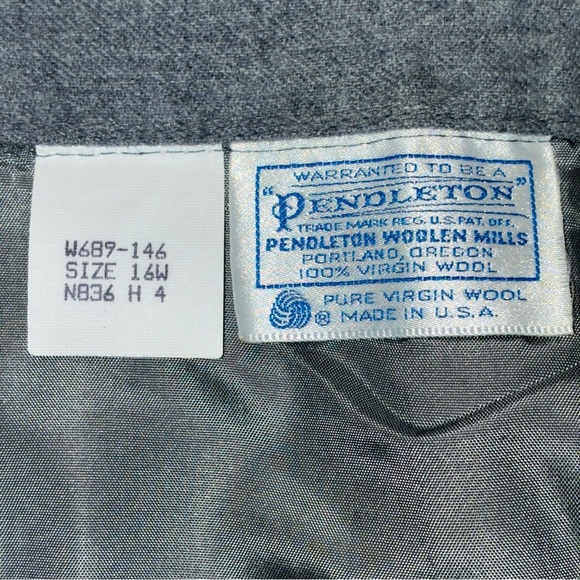 W689-146
SIZE 16W
N836 H 4
WARRANTED TO BE A
"PENDLETON"
TRADE MARK REG. U.S. PAT. OFF.
PENDLETON WOOLEN MILLS
PORTLAND, OREGON
100% VIRGIN WOOL
PURE VIRGIN WOOL
® MADE IN U.S.A.